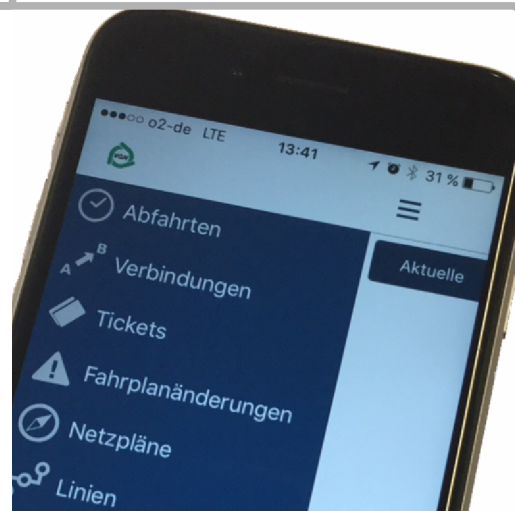 o2-de LTE 13:41 31 %
Abfahrten
Aktuelle
A B Verbindungen
Tickets
Fahrplanänderungen
Netzpläne
Linien